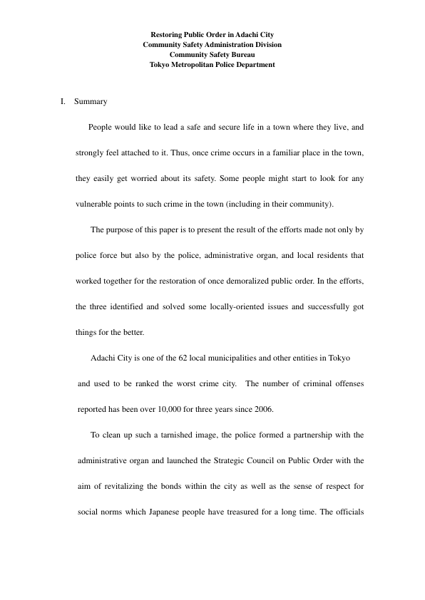 Restoring Public Order in Adachi City
Community Safety Administration Division
Community Safety Bureau
Tokyo Metropolitan Police Department
I. Summary
People would like to lead a safe and secure life in a town where they live, and
strongly feel attached to it. Thus, once crime occurs in a familiar place in the town,
they easily get worried about its safety. Some people might start to look for any
vulnerable points to such crime in the town (including in their community).
The purpose of this paper is to present the result of the efforts made not only by
police force but also by the police, administrative organ, and local residents that
worked together for the restoration of once demoralized public order. In the efforts,
the three identified and solved some locally-oriented issues and successfully got
things for the better.
Adachi City is one of the 62 local municipalities and other entities in Tokyo
and used to be ranked the worst crime city. The number of criminal offenses
reported has been over 10,000 for three years since 2006.
To clean up such a tarnished image, the police formed a partnership with the
administrative organ and launched the Strategic Council on Public Order with the
aim of revitalizing the bonds within the city as well as the sense of respect for
social norms which Japanese people have treasured for a long time. The officials